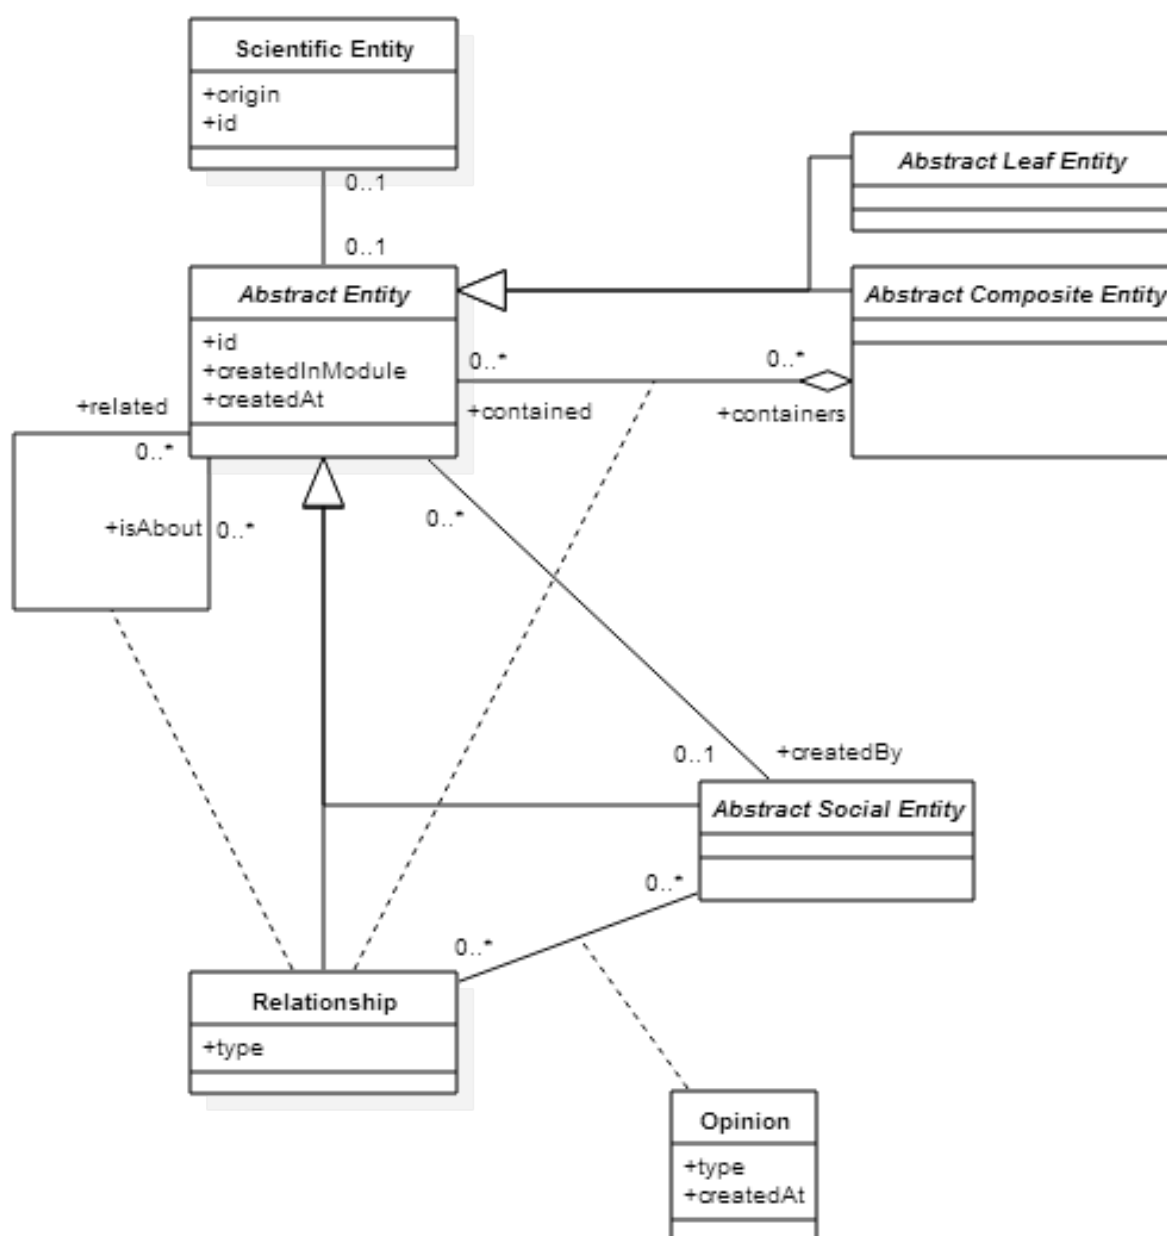 Scientific Entity
+origin
+id
0..1
0..1
Abstract Leaf Entity
Abstract Entity
+id
+createdInModule
+createdAt
Abstract Composite Entity
0..*
0..*
+contained
+containers
+related
0..*
+isAbout
0..*
0..*
0..1
+createdBy
Abstract Social Entity
0..*
0..*
Relationship
+type
Opinion
+type
+createdAt